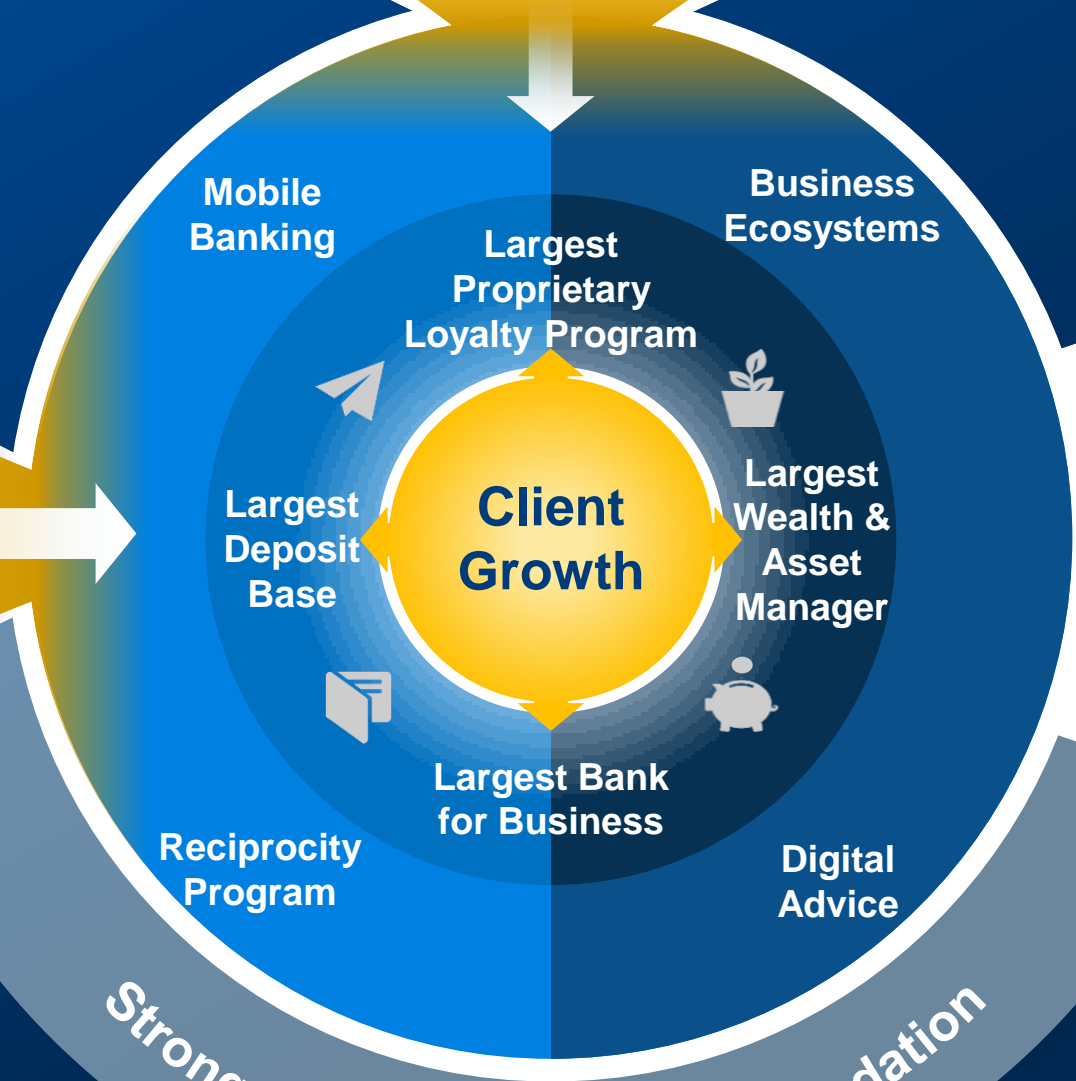 Mobile
Banking
Business
Ecosystems
Largest
Proprietary
Loyalty Program
Largest
Deposit
Base
Client
Growth
Largest
Wealth &
Asset
Manager
Largest Bank
for Business
Reciprocity
Program
Digital
Advice